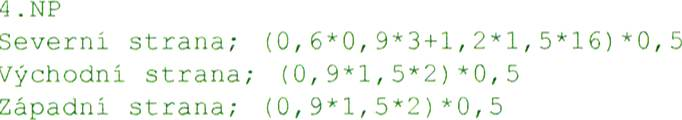 4.NP
Severní strana; (0,6*0,9*3+1,2*1,5*16)*0,5
Východní strana; (0,9*1,5*2)*0,5
Západní strana; (0,9*1,5*2)*0,5